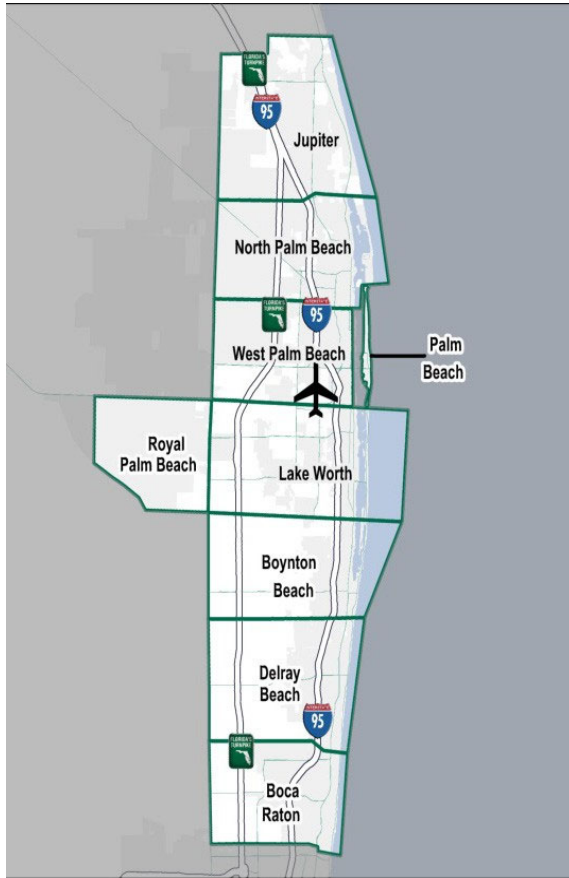 FLORIDA'S
TURNPIKE
INTERSTATE
95
Jupiter
North Palm Beach
FLORIDA'S
TURNPIKE
INTERSTATE
95
West Palm Beach
Palm
Beach
Royal
Palm Beach
Lake Worth
Boynton
Beach
Delray
Beach
INTERSTATE
95
FLORIDA'S
TURNPIKE
Boca
Raton